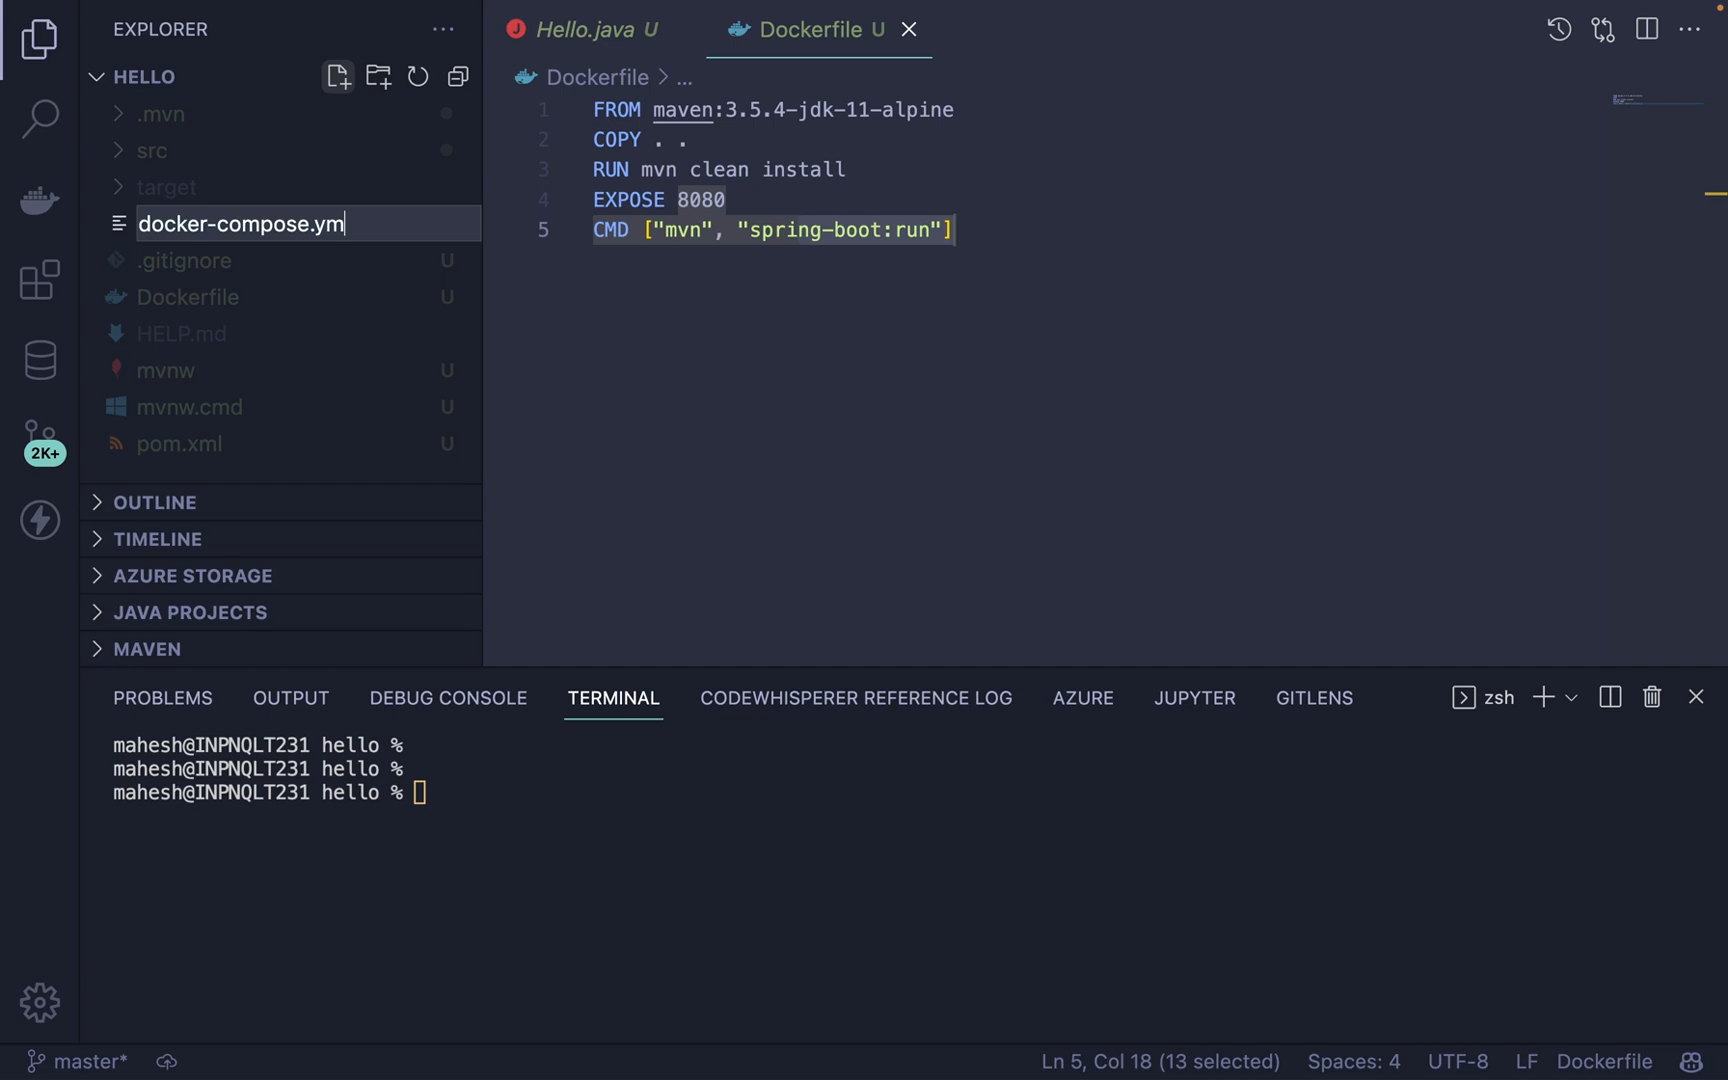 EXPLORER
HELLO
.mvn
src
target
docker-compose.ym
.gitignore U
Dockerfile U
HELP.md
mvnw U
mvnw.cmd U
pom.xml U
OUTLINE
TIMELINE
AZURE STORAGE
JAVA PROJECTS
MAVEN
2K+
J Hello.java U
Dockerfile U
Dockerfile > ...
1 FROM maven:3.5.4-jdk-11-alpine
2 COPY . .
3 RUN mvn clean install
4 EXPOSE 8080
5 CMD ["mvn", "spring-boot:run"]
PROBLEMS OUTPUT DEBUG CONSOLE TERMINAL CODEWHISPERER REFERENCE LOG AZURE JUPYTER GITLENS zsh
mahesh@INPNQLT231 hello %
mahesh@INPNQLT231 hello %
mahesh@INPNQLT231 hello %
master* Ln 5, Col 18 (13 selected) Spaces: 4 UTF-8 LF Dockerfile